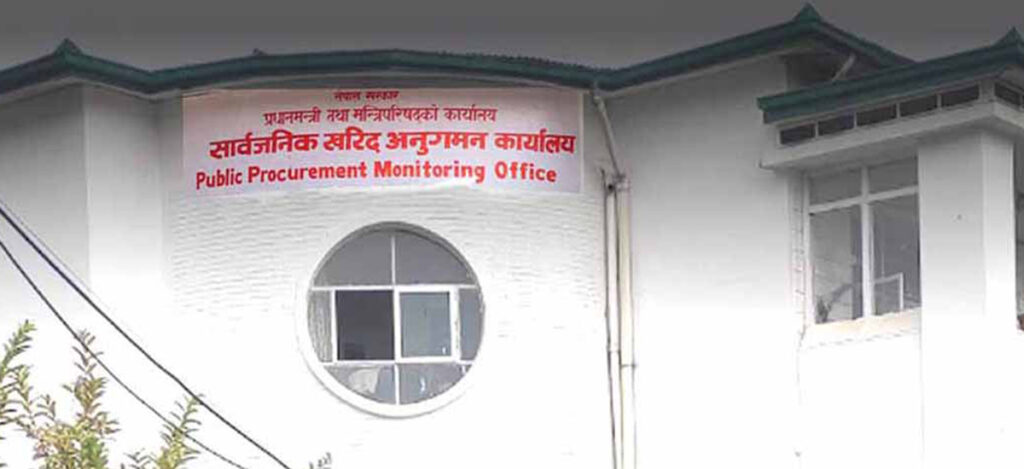 नेपाल सरकार
प्रधानमन्त्री तथा मन्त्रिपरिषद्को कार्यालय
सार्वजनिक खरिद अनुगमन कार्यालय
Public Procurement Monitoring Office